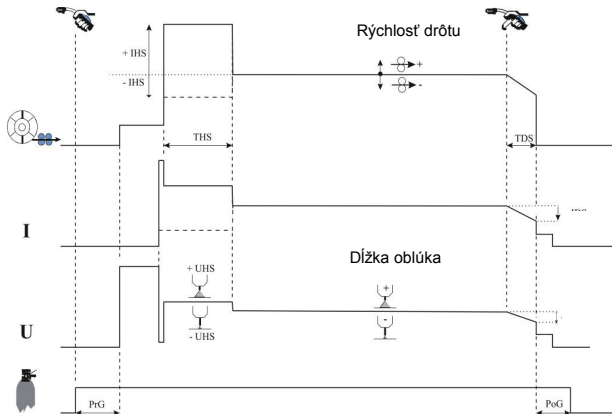 Rýchlosť drôtu
+ IHS
- IHS
+
-
THS
TDS
I
Dĺžka oblúka
+ UHS
- UHS
+
-
U
PrG
PoG